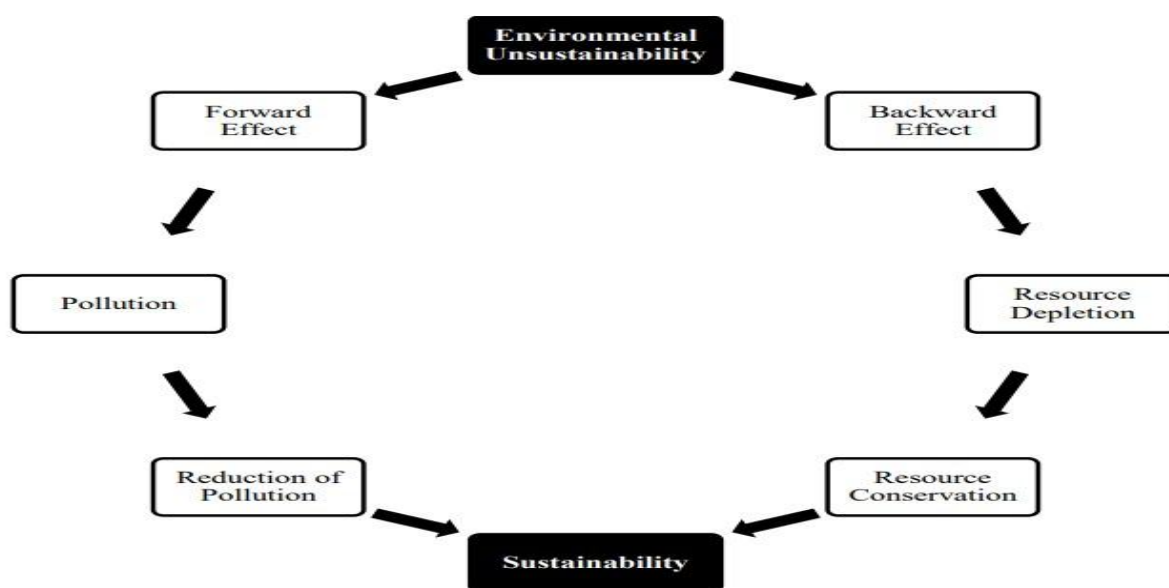 Environmental
Unsustainability
Forward
Effect
Backward
Effect
Pollution
Resource
Depletion
Reduction of
Pollution
Resource
Conservation
Sustainability